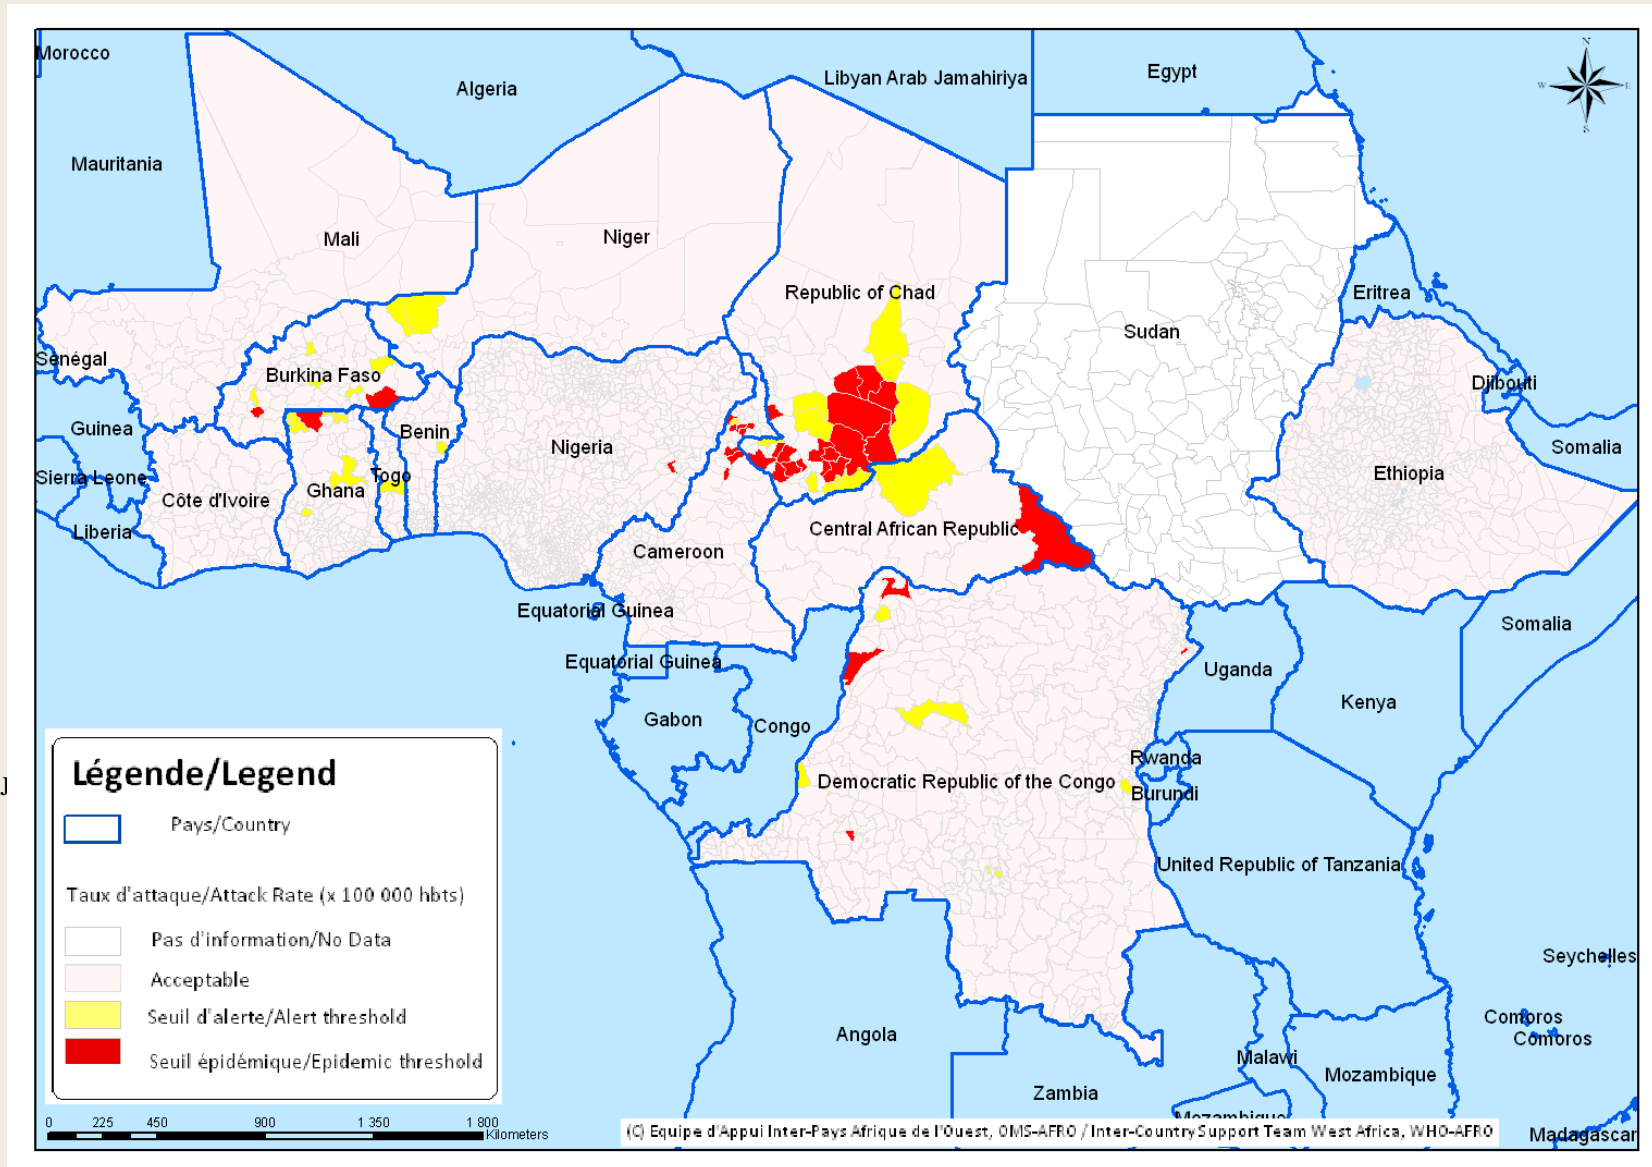 N
W
E
S
Morocco
Algeria
Libyan Arab Jamahiriya
Egypt
Mauritania
Mali
Niger
Republic of Chad
Sudan
Eritrea
Senegal
Burkina Faso
Djibouti
Guinea
Benin
Nigeria
Somalia
Sierra Leone
Togo
Ghana
Côte d'Ivoire
Ethiopia
Liberia
Central African Republic
Cameroon
Equatorial Guinea
Somalia
Equatorial Guinea
Uganda
Kenya
Gabon
Congo
Rwanda
Democratic Republic of the Congo
Burundi
J
United Republic of Tanzania
Seychelles
Comoros
Comoros
Angola
Malawi
Mozambique
Zambia
Mozambique
Madagascar
Légende/Legend
Pays/Country
Taux d'attaque/Attack Rate (x 100 000 hbts)
Pas d'information/No Data
Acceptable
Seuil d'alerte/Alert threshold
Seuil épidémique/Epidemic threshold
0 225 450 900 1 350 1 800
Kilometers
(C) Equipe d'Appui Inter-Pays Afrique de l'Ouest, OMS-AFRO / Inter-Country Support Team West Africa, WHO-AFRO